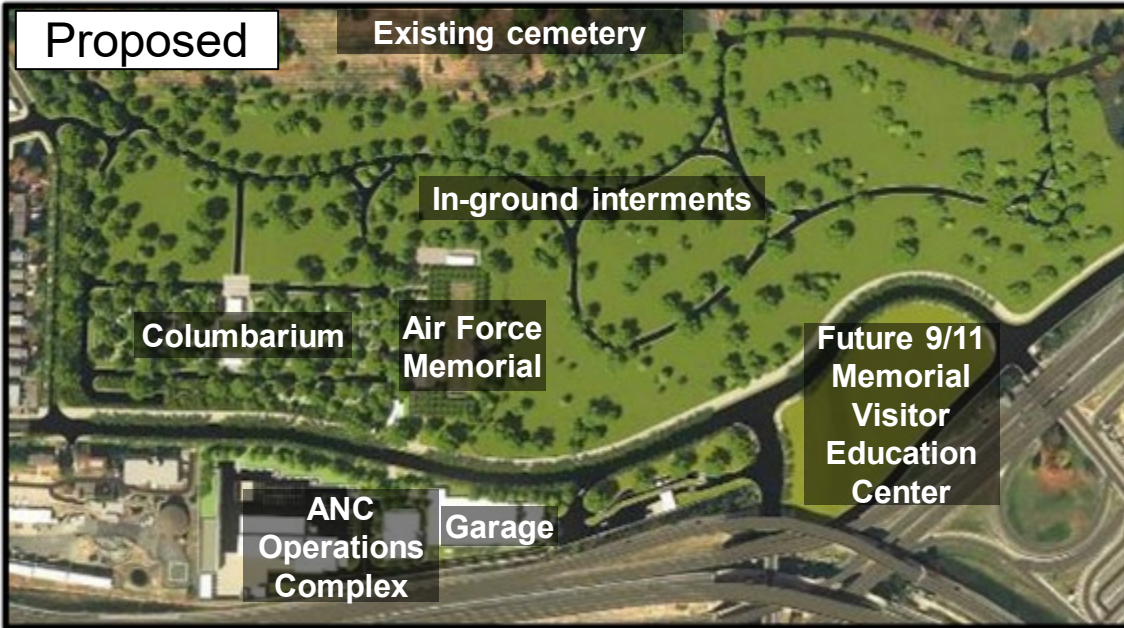 Proposed
Existing cemetery
In-ground interments
Columbarium
Air Force
Memorial
Future 9/11
Memorial
Visitor
Education
Center
ANC
Operations
Complex
Garage